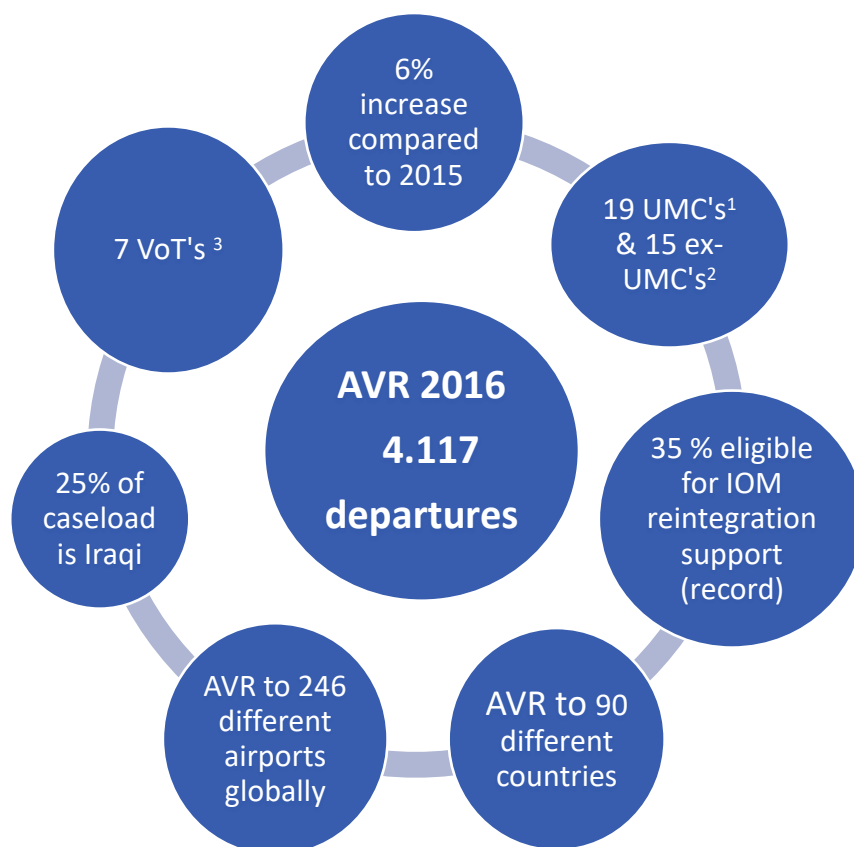 6%
increase
compared
to 2015
19 UMC's¹
& 15 ex-
UMC's²
35 % eligible
for IOM
reintegration
support
(record)
AVR to 90
different
countries
AVR to 246
different
airports
globally
25% of
caseload
is Iraqi
7 VoT's ³
AVR 2016
4.117
departures